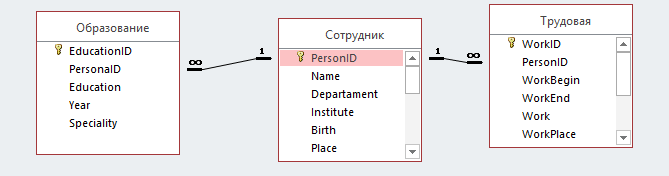 Образование
EducationID
PersonalID
Education
Year
Speciality
∞
1
Сотрудник
PersonID
Name
Departament
Institute
Birth
Place
1
∞
Трудовая
WorkID
PersonID
WorkBegin
WorkEnd
Work
WorkPlace